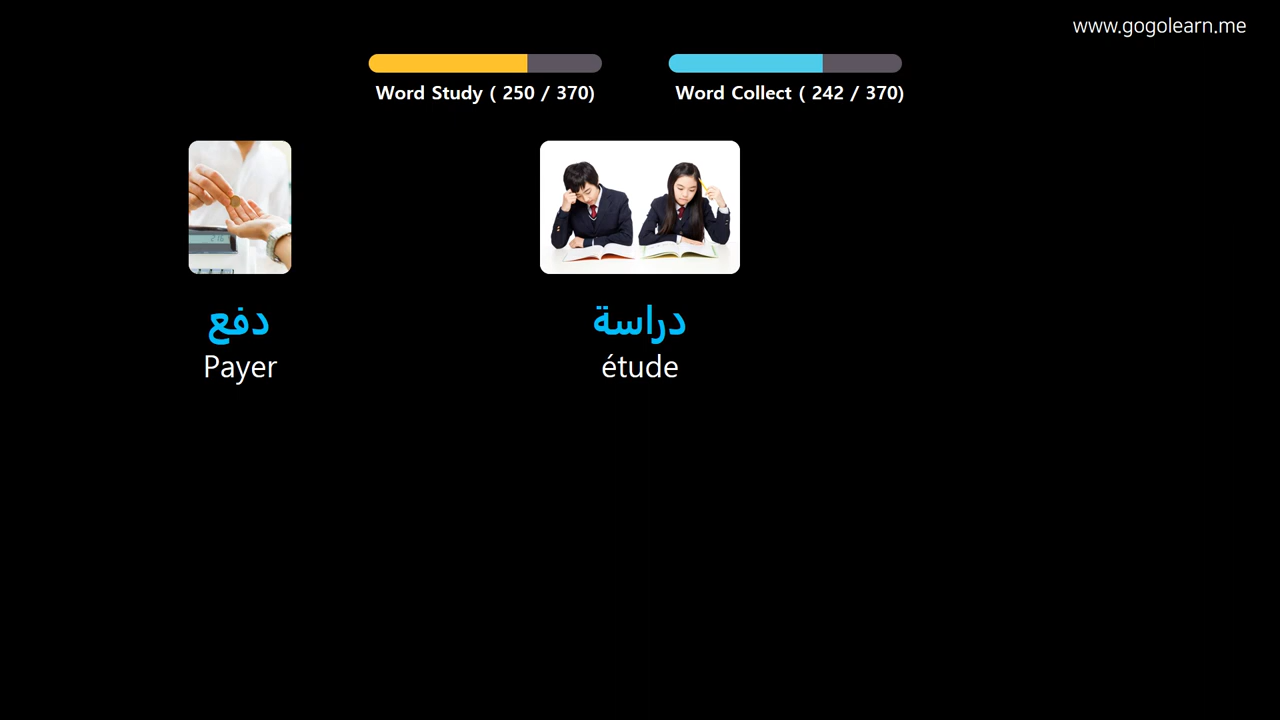 www.gogolearn.me
Word Study ( 250 / 370)
Word Collect ( 242 / 370)
دفع
Payer
دراسة
étude